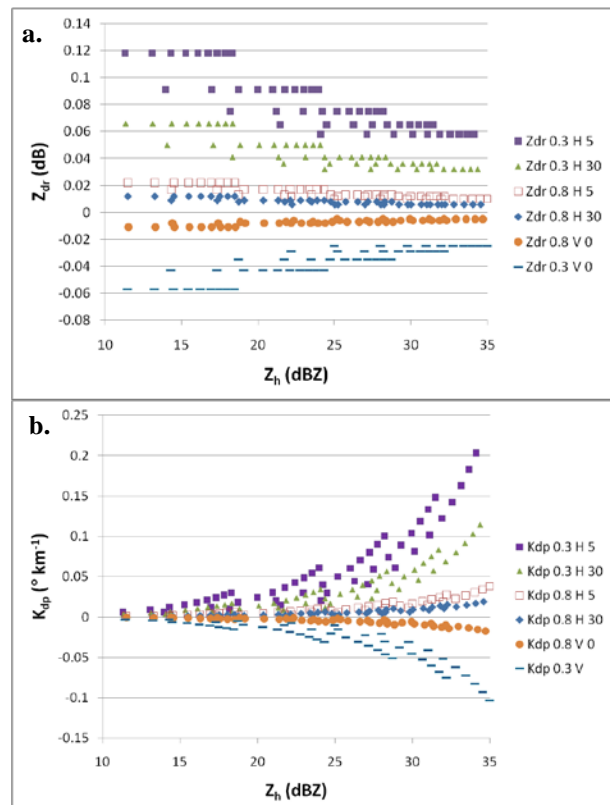 a.
0.14
0.12
0.1
0.08
0.06
0.04
0.02
0
-0.02
-0.04
-0.06
-0.08
Zdr (dB)
10 15 20 25 30 35
Zh (dBZ)
Zdr 0.3 H 5
Zdr 0.3 H 30
Zdr 0.8 H 5
Zdr 0.8 H 30
Zdr 0.8 V 0
Zdr 0.3 V 0
b.
0.25
0.2
0.15
0.1
0.05
0
-0.05
-0.1
-0.15
Kdp (° km-1)
10 15 20 25 30 35
Zh (dBZ)
Kdp 0.3 H 5
Kdp 0.3 H 30
Kdp 0.8 H 5
Kdp 0.8 H 30
Kdp 0.8 V 0
Kdp 0.3 V